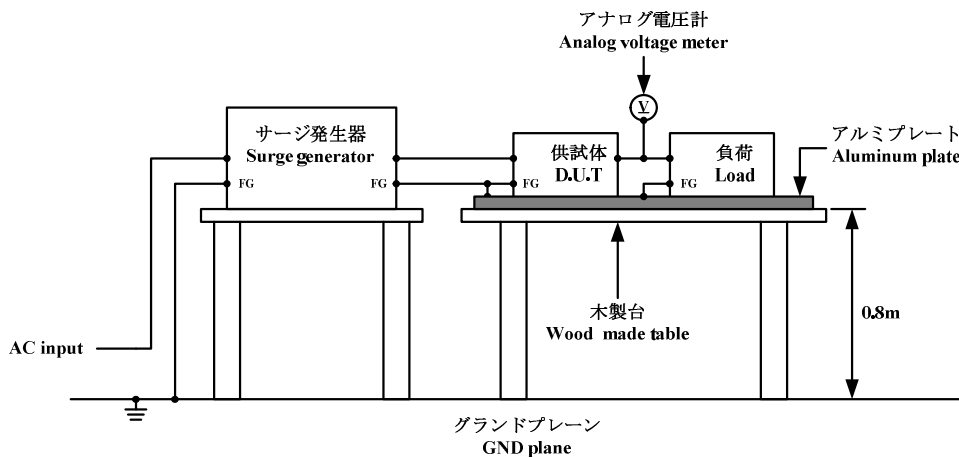 アナログ電圧計
Analog voltage meter
V
サージ発生器
Surge generator
FG
FG
供試体
D.U.T
FG
負荷
Load
FG
アルミプレート
Aluminum plate
木製台
Wood made table
0.8m
AC input
グランドプレーン
GND plane